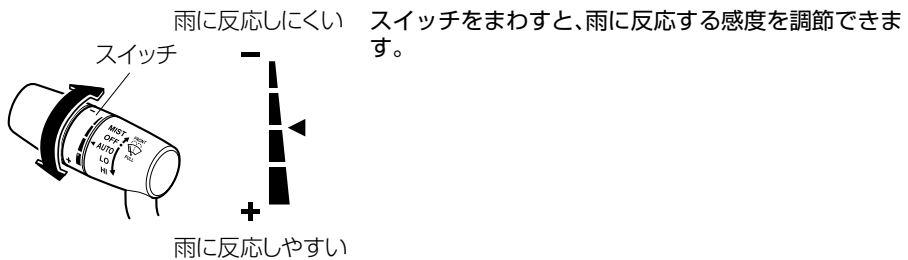 雨に反応しにくい
スイッチをまわすと、雨に反応する感度を調節できま
す。
スイッチ
−
MIST
OFF
AUTO
LO
HI
FRONT
PULL
−
+
+
雨に反応しやすい